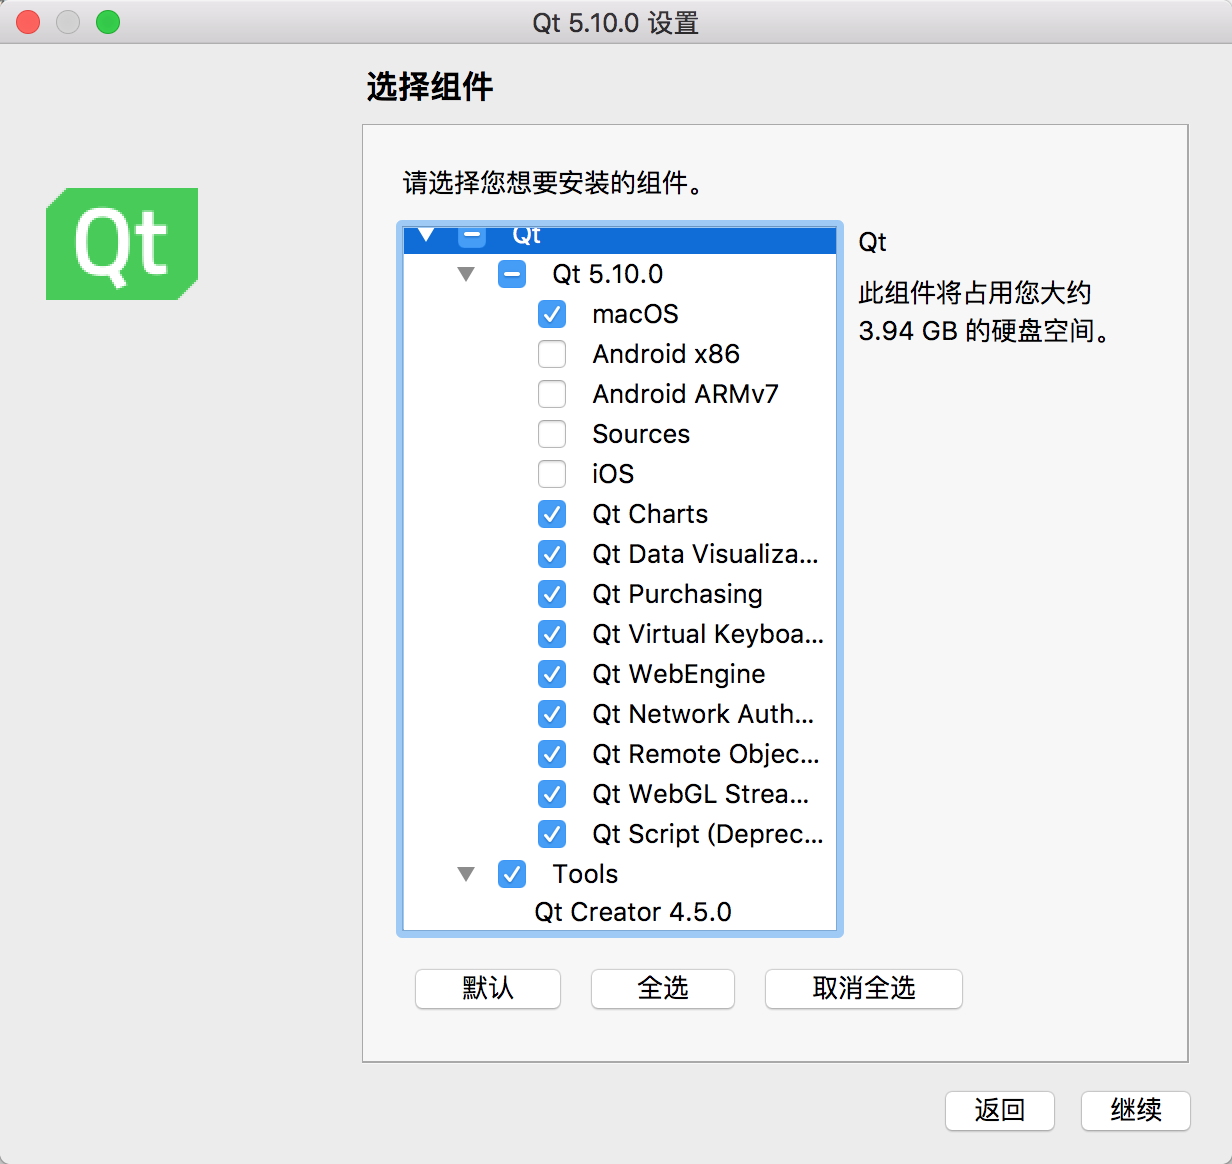 Qt 5.10.0 设置
选择组件
Qt
请选择您想要安装的组件。
Qt
Qt 5.10.0
macOS
Android x86
Android ARMv7
Sources
iOS
Qt Charts
Qt Data Visualiza...
Qt Purchasing
Qt Virtual Keyboa...
Qt WebEngine
Qt Network Auth...
Qt Remote Objec...
Qt WebGL Strea...
Qt Script (Deprec...
Tools
Qt Creator 4.5.0
Qt
此组件将占用您大约
3.94 GB 的硬盘空间。
默认
全选
取消全选
返回
继续